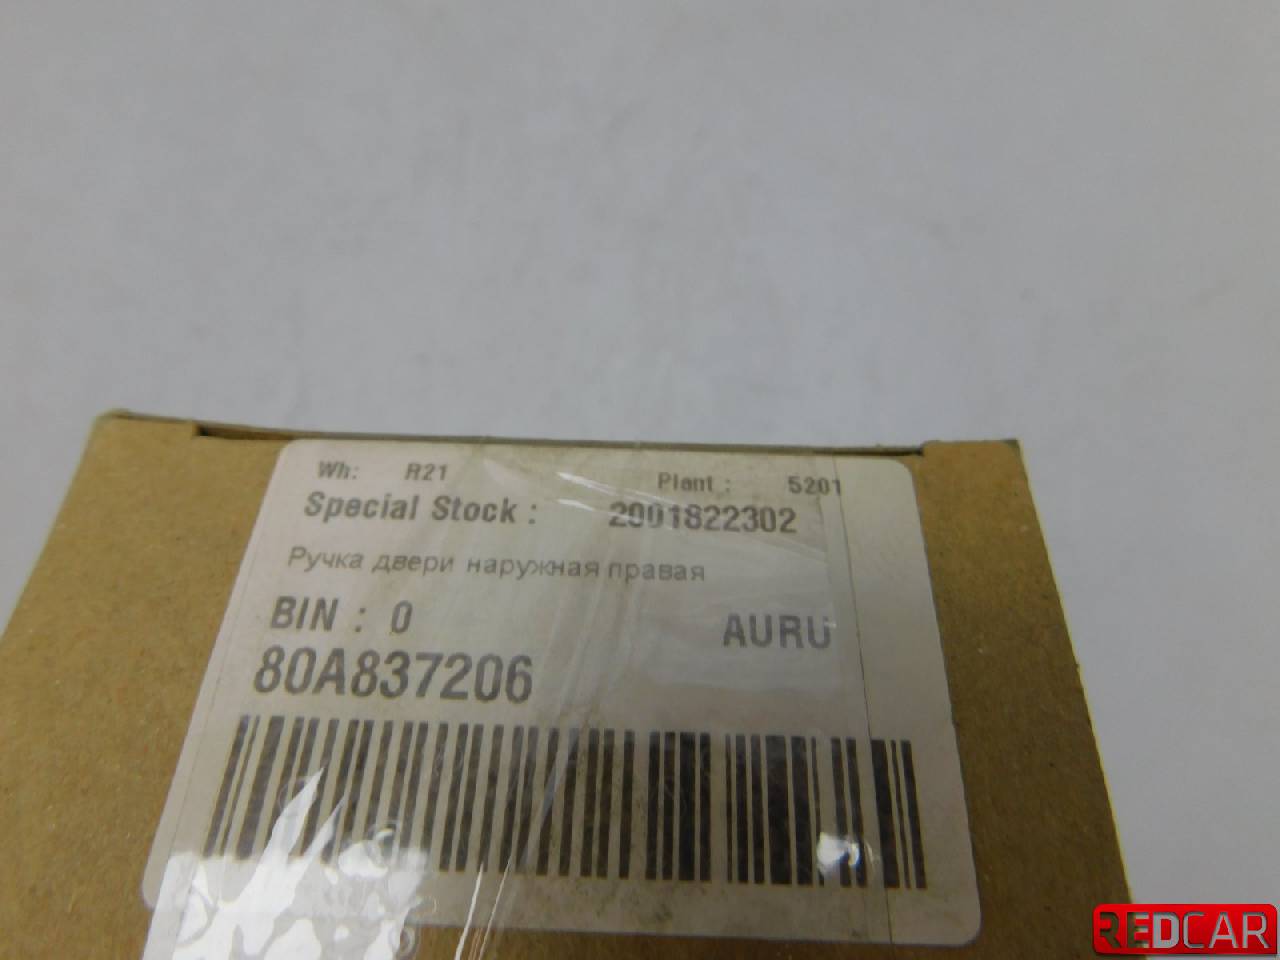 Wh: R21 Plant : 5201
Special Stock : 2001822302
Ручка двери наружная правая
BIN : 0 AURU
80A837206
REDCAR